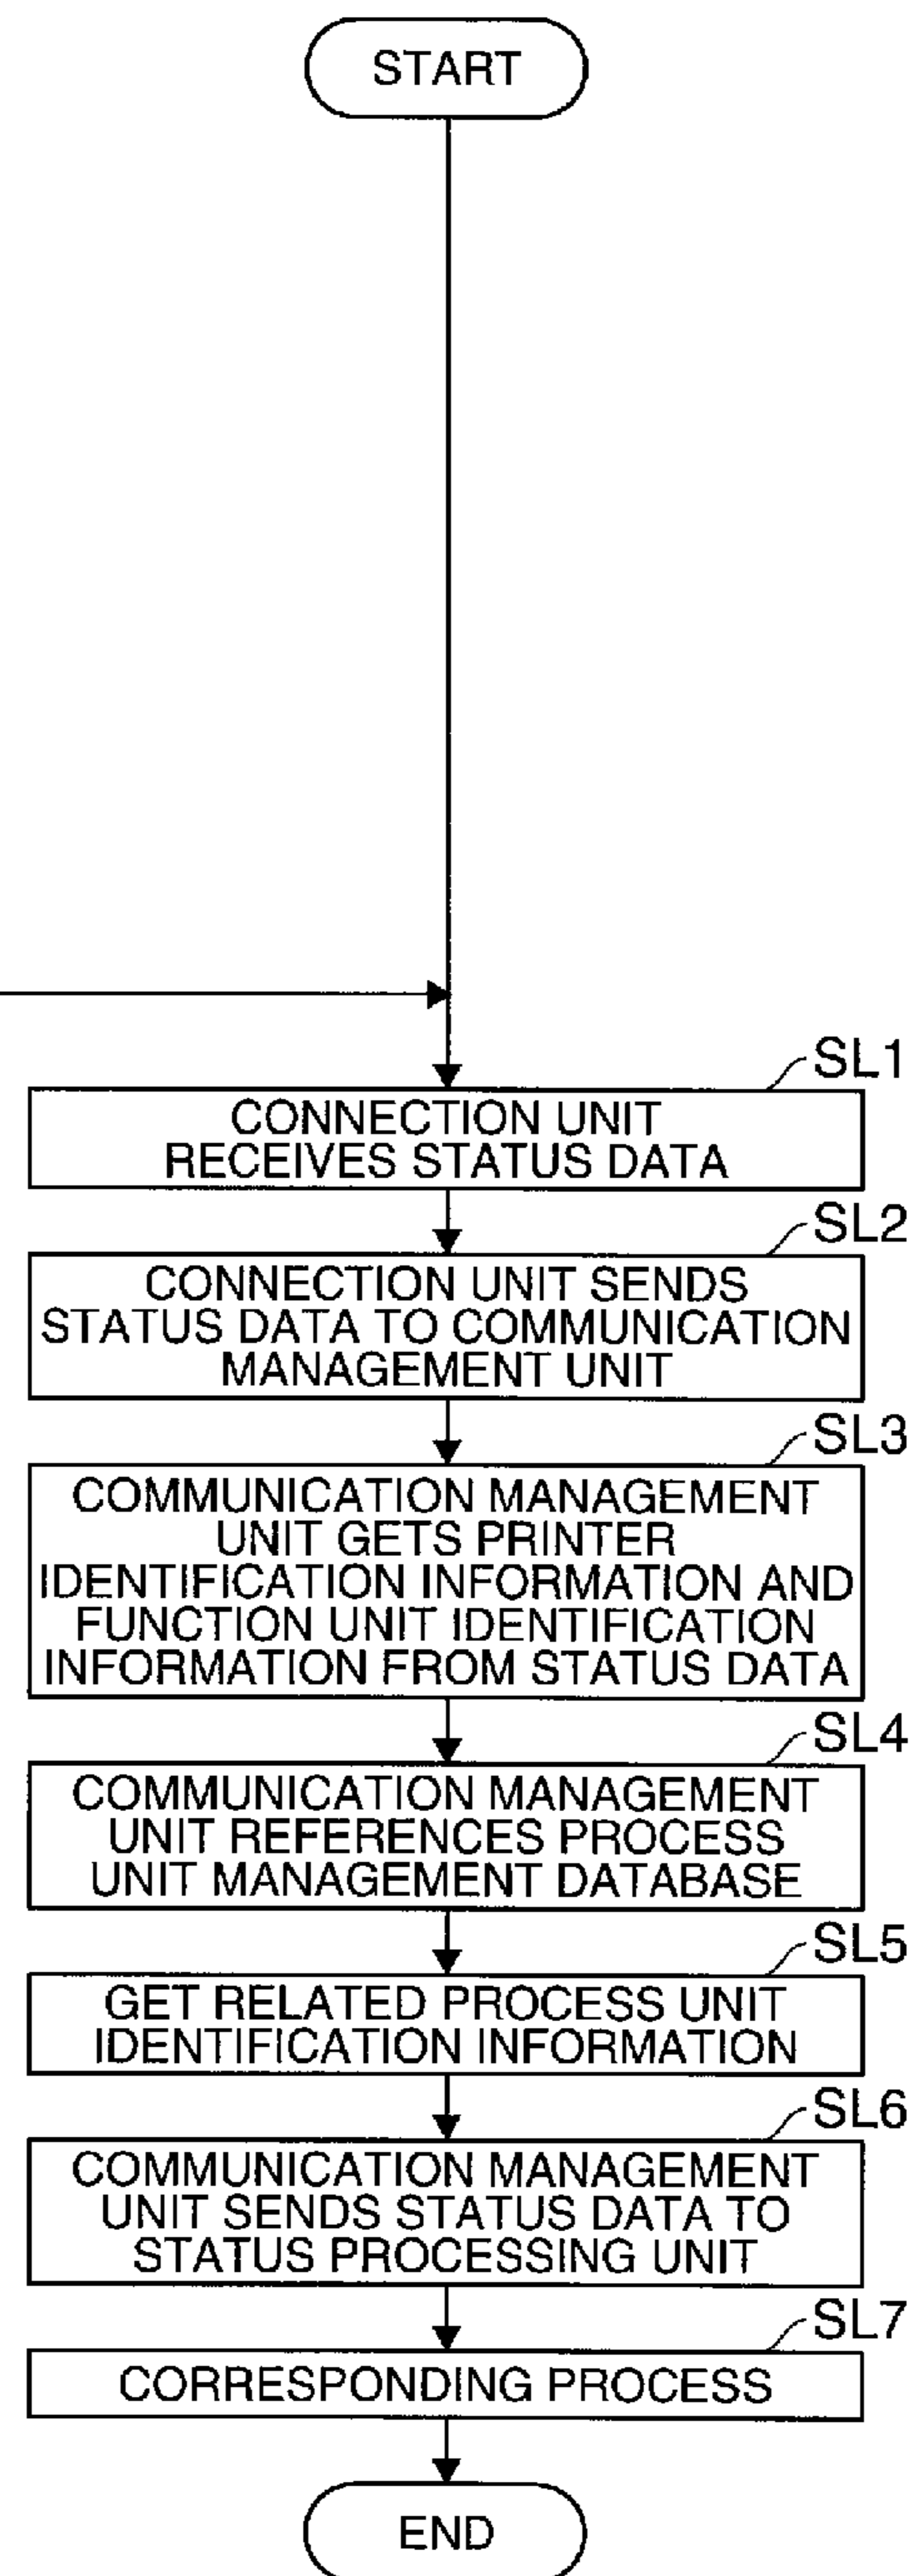 START
SL1
CONNECTION UNIT
RECEIVES STATUS DATA
SL2
CONNECTION UNIT SENDS
STATUS DATA TO COMMUNICATION
MANAGEMENT UNIT
SL3
COMMUNICATION MANAGEMENT
UNIT GETS PRINTER
IDENTIFICATION INFORMATION AND
FUNCTION UNIT IDENTIFICATION
INFORMATION FROM STATUS DATA
SL4
COMMUNICATION MANAGEMENT
UNIT REFERENCES PROCESS
UNIT MANAGEMENT DATABASE
SL5
GET RELATED PROCESS UNIT
IDENTIFICATION INFORMATION
SL6
COMMUNICATION MANAGEMENT
UNIT SENDS STATUS DATA TO
STATUS PROCESSING UNIT
SL7
CORRESPONDING PROCESS
END